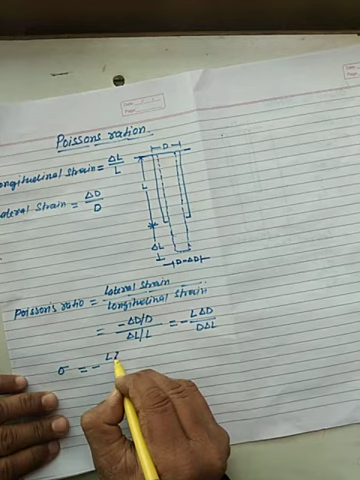 Poissons ration
Longitudinal strain = ΔL/L
Lateral strain = ΔD/D
D
L
ΔL
D-ΔD
Poisson's ratio = Lateral strain / Longitudinal strain
= -ΔD/D / ΔL/L = - LΔD / DΔL
σ = - L